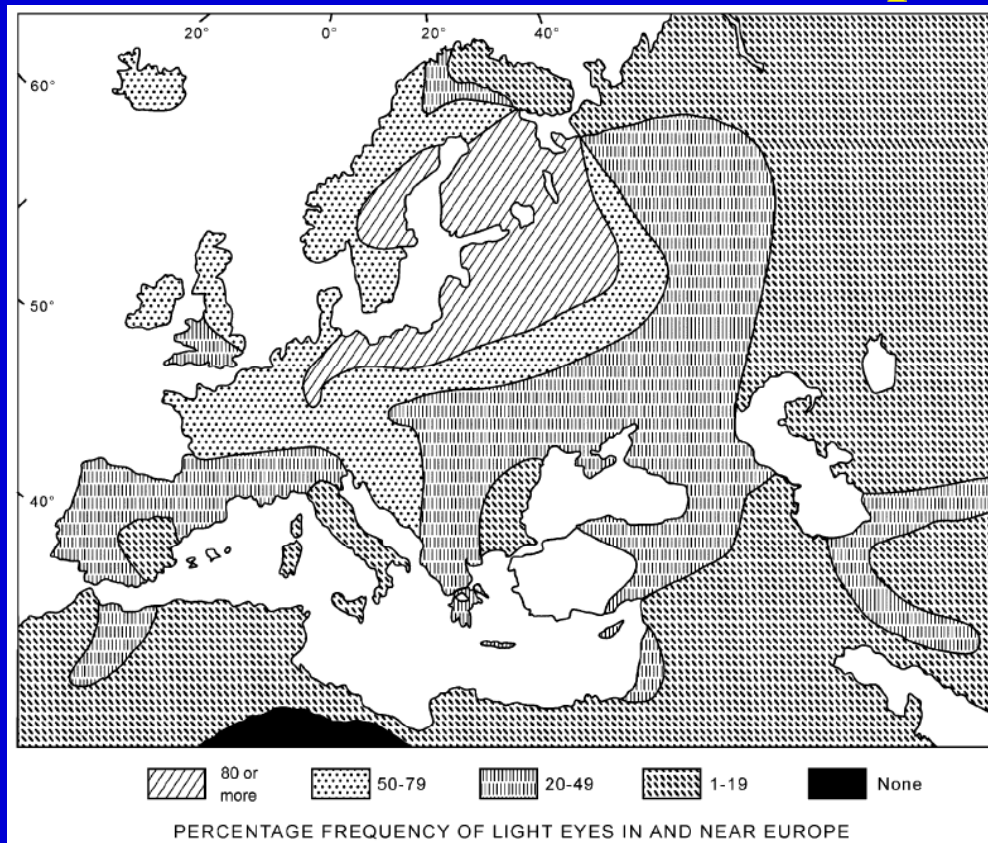 20° 0° 20° 40°
60°
50°
40°
80 or
more
50-79
20-49
1-19
None
PERCENTAGE FREQUENCY OF LIGHT EYES IN AND NEAR EUROPE